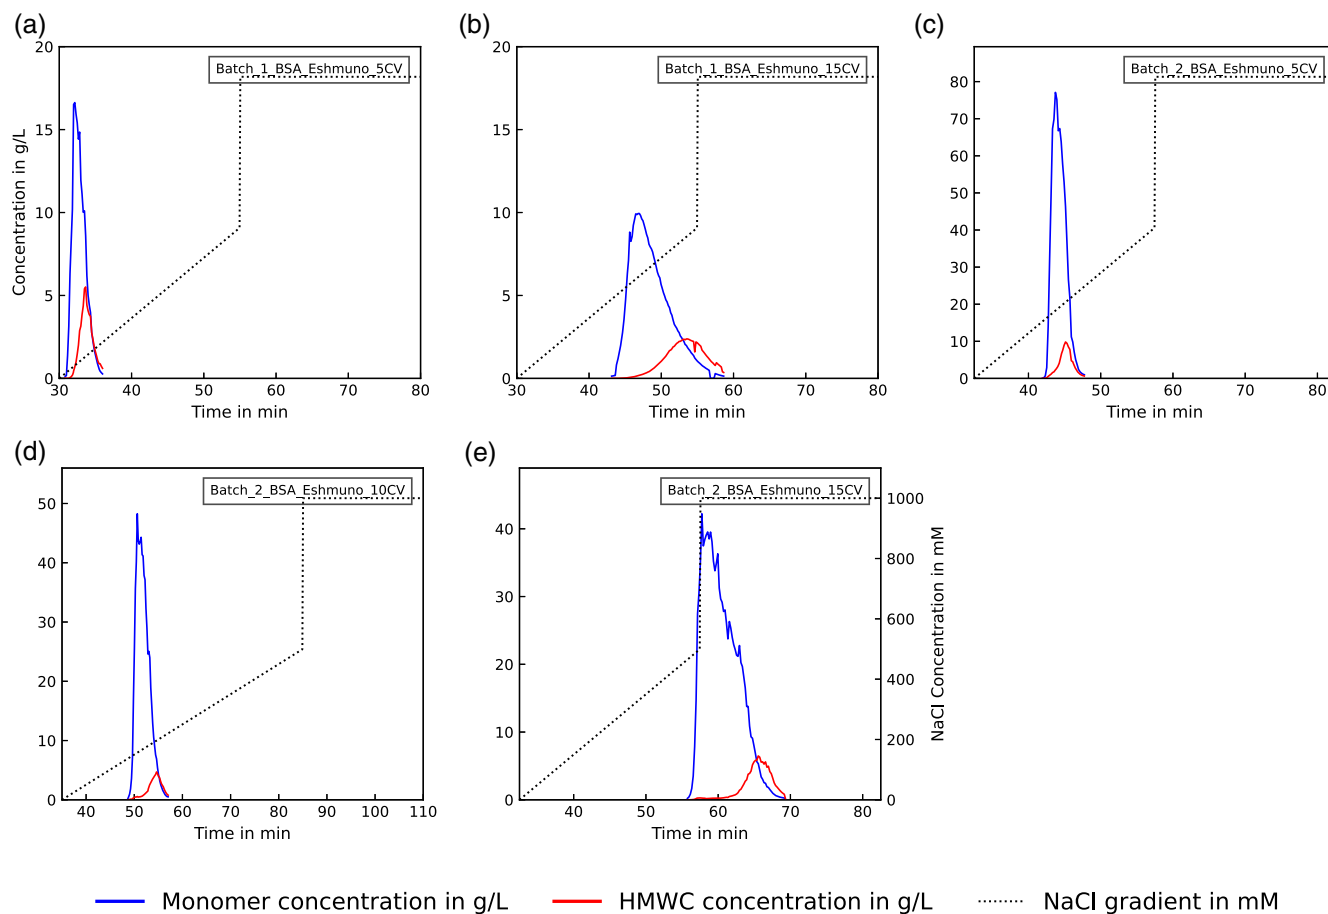 (a)
Batch_1_BSA_Eshmuno_5CV
Concentration in g/L
20
15
10
5
0
30 40 50 60 70 80
Time in min
(b)
Batch_1_BSA_Eshmuno_15CV
20
15
10
5
0
30 40 50 60 70 80
Time in min
(c)
Batch_2_BSA_Eshmuno_5CV
80
70
60
50
40
30
20
10
0
40 50 60 70 80
Time in min
(d)
Batch_2_BSA_Eshmuno_10CV
50
40
30
20
10
0
40 50 60 70 80 90 100 110
Time in min
(e)
Batch_2_BSA_Eshmuno_15CV
40
30
20
10
0
40 50 60 70 80
Time in min
1000
800
600
400
200
0
NaCl Concentration in mM
Monomer concentration in g/L
HMWC concentration in g/L
NaCl gradient in mM